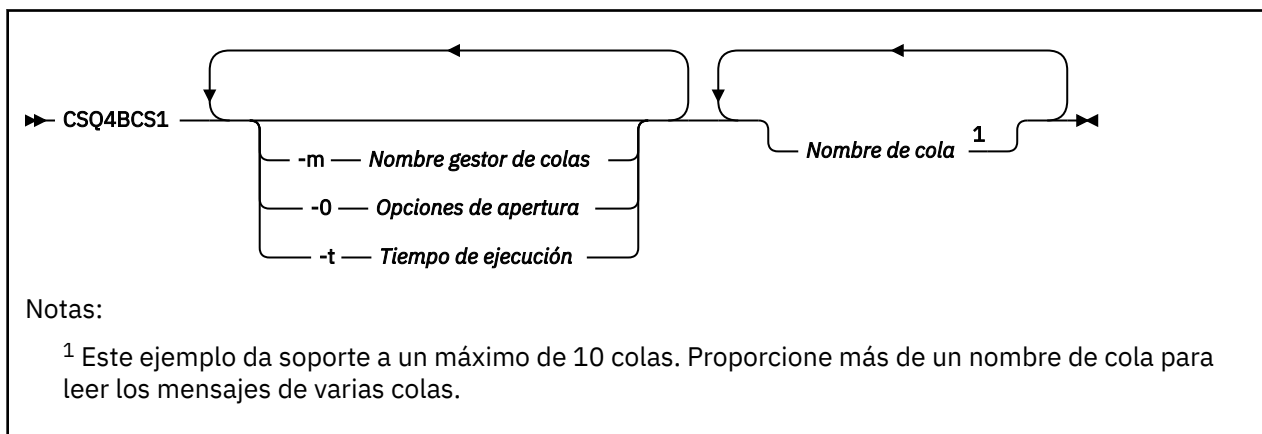 CSQ4BCS1
-m Nombre gestor de colas
-0 Opciones de apertura
-t Tiempo de ejecución
Nombre de cola 1
Notas:
1 Este ejemplo da soporte a un máximo de 10 colas. Proporcione más de un nombre de cola para
leer los mensajes de varias colas.